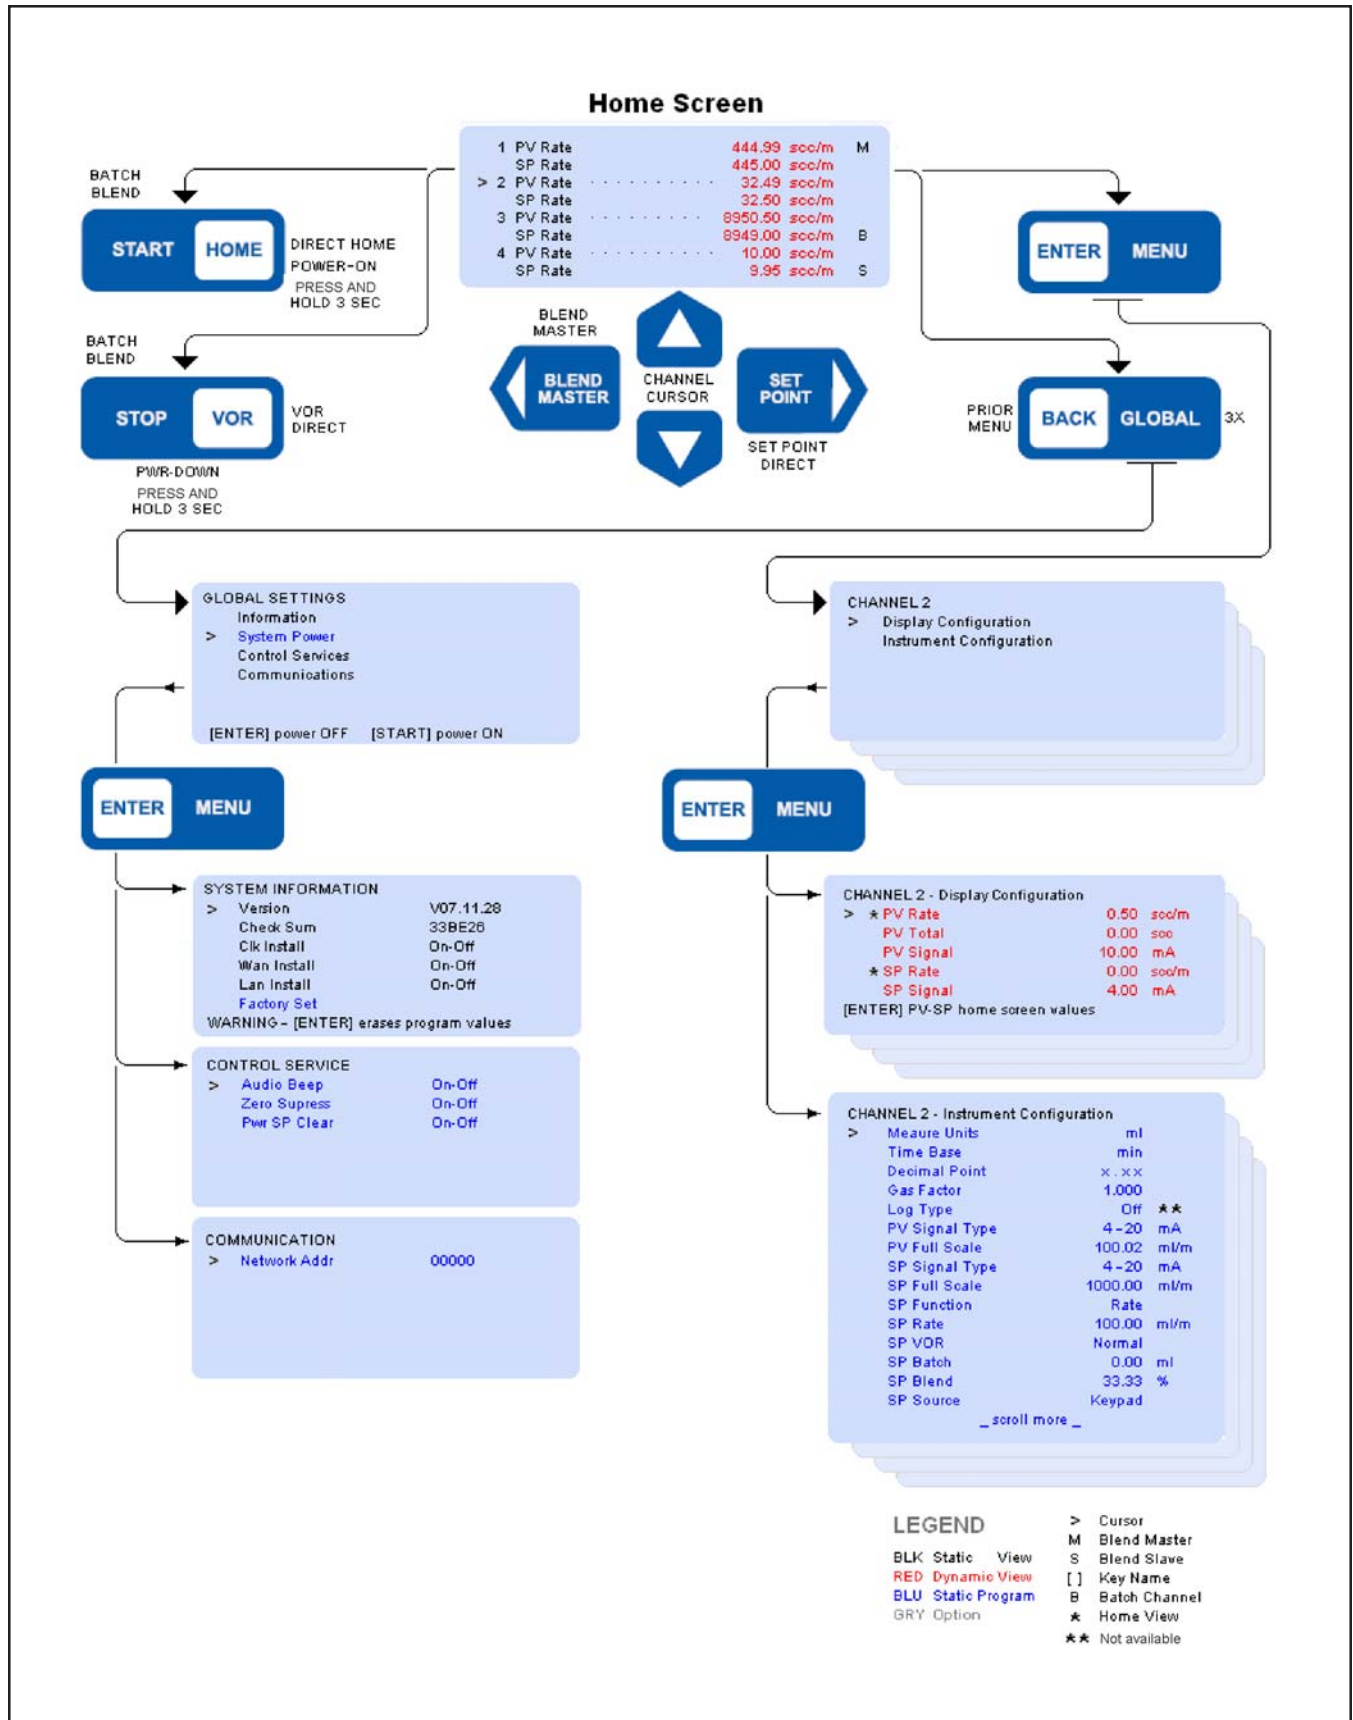 Home Screen
1 PV Rate 444.99 scc/m M
SP Rate 445.00 scc/m
> 2 PV Rate · · · · · · · · · · 32.49 scc/m
SP Rate 32.50 scc/m
3 PV Rate · · · · · · · · · 8950.50 scc/m
SP Rate 8949.00 scc/m B
4 PV Rate · · · · · · · · · · 10.00 scc/m
SP Rate 9.95 scc/m S
BATCH
BLEND
START HOME
DIRECT HOME
POWER-ON
PRESS AND
HOLD 3 SEC
BATCH
BLEND
STOP VOR
VOR
DIRECT
PWR-DOWN
PRESS AND
HOLD 3 SEC
BLEND
MASTER
BLEND
MASTER
CHANNEL
CURSOR
SET
POINT
SET POINT
DIRECT
ENTER MENU
PRIOR
MENU
BACK GLOBAL
3X
GLOBAL SETTINGS
Information
> System Power
Control Services
Communications
[ENTER] power OFF [START] power ON
ENTER MENU
SYSTEM INFORMATION
> Version V07.11.28
Check Sum 33BE26
Clk Install On-Off
Wan Install On-Off
Lan Install On-Off
Factory Set
WARNING – [ENTER] erases program values
CONTROL SERVICE
> Audio Beep On-Off
Zero Supress On-Off
Pwr SP Clear On-Off
COMMUNICATION
> Network Addr 00000
CHANNEL 2
> Display Configuration
Instrument Configuration
ENTER MENU
CHANNEL 2 - Display Configuration
> ★ PV Rate 0.50 scc/m
PV Total 0.00 scc
PV Signal 10.00 mA
★ SP Rate 0.00 scc/m
SP Signal 4.00 mA
[ENTER] PV-SP home screen values
CHANNEL 2 - Instrument Configuration
> Meaure Units ml
Time Base min
Decimal Point x.xx
Gas Factor 1.000
Log Type Off ★★
PV Signal Type 4–20 mA
PV Full Scale 100.02 ml/m
SP Signal Type 4–20 mA
SP Full Scale 1000.00 ml/m
SP Function Rate
SP Rate 100.00 ml/m
SP VOR Normal
SP Batch 0.00 ml
SP Blend 33.33 %
SP Source Keypad
_ scroll more _
LEGEND
BLK Static View
RED Dynamic View
BLU Static Program
GRY Option
> Cursor
M Blend Master
S Blend Slave
[ ] Key Name
B Batch Channel
★ Home View
★★ Not available